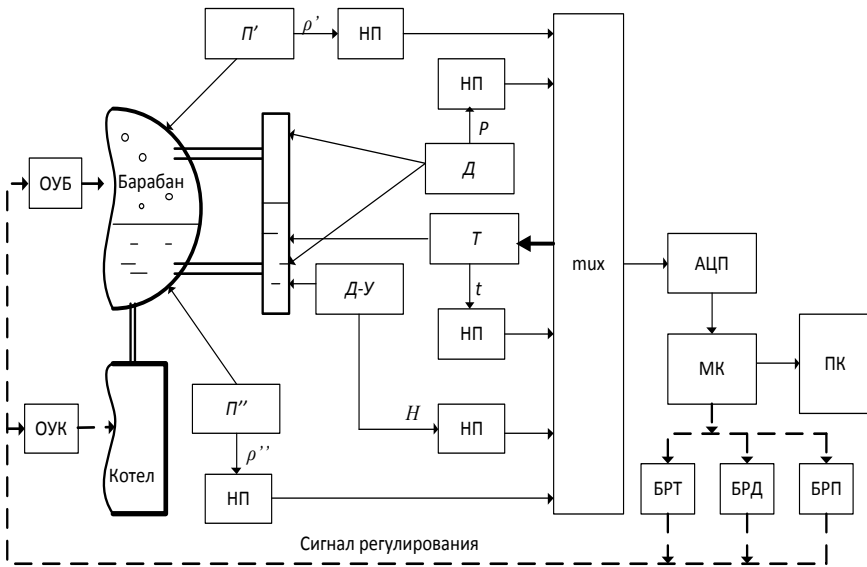 П' ρ' НП
НП
P
Д
ОУБ
Барабан
Т
mux
АЦП
Д-У
t
НП
МК
ПК
П''
ОУК
H
НП
ρ''
Котел
НП
БРТ
БРД
БРП
Сигнал регулирования